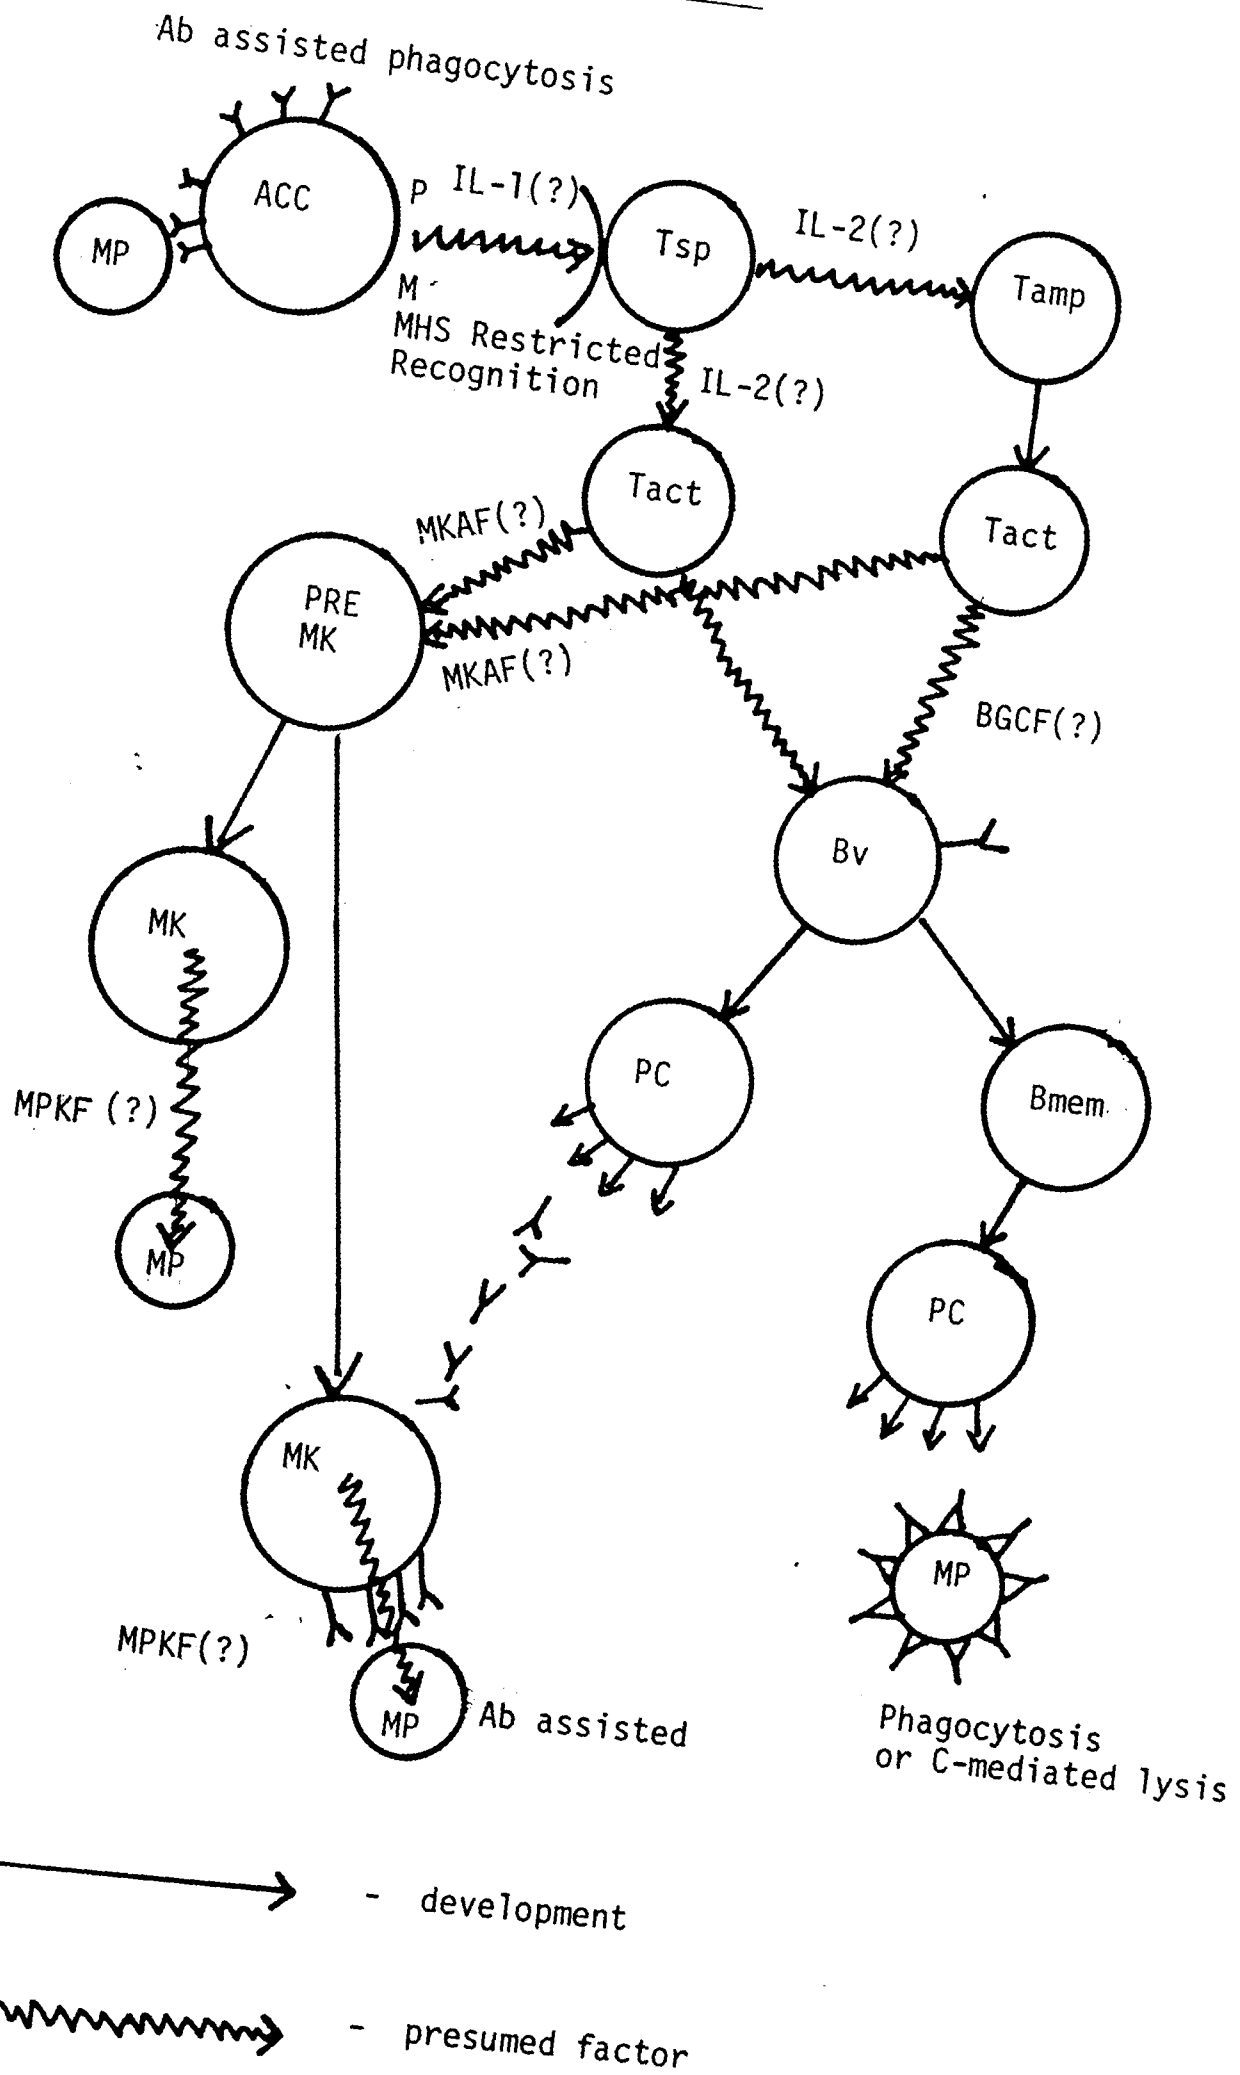 Ab assisted phagocytosis
ACC
MP
P IL-1(?)
M
MHS Restricted
Recognition
Tsp
IL-2(?)
Tamp
IL-2(?)
Tact
Tact
MKAF(?)
PRE
MK
MKAF(?)
BGCF(?)
Bv
MK
PC
Bmem
MPKF (?)
MP
PC
MK
MP
MPKF(?)
MP
Ab assisted
Phagocytosis
or C-mediated lysis
- development
- presumed factor